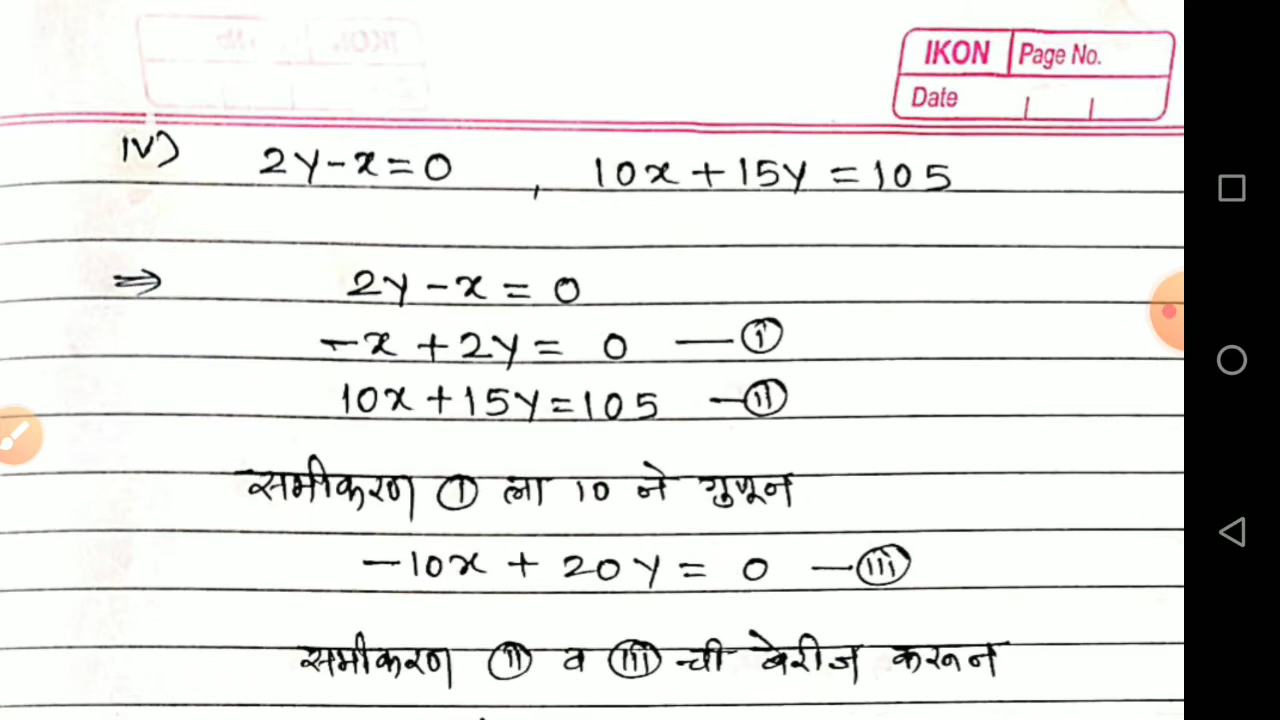 IKON Page No.
Date
iv) 2y-x=0 , 10x+15y=105
⇒ 2y-x=0
-x+2y=0 —(i)
10x+15y=105 —(ii)
समीकरण (I) ला 10 ने गुणून
-10x+20y=0 —(iii)
समीकरण (II) व (III) ची बेरीज करून